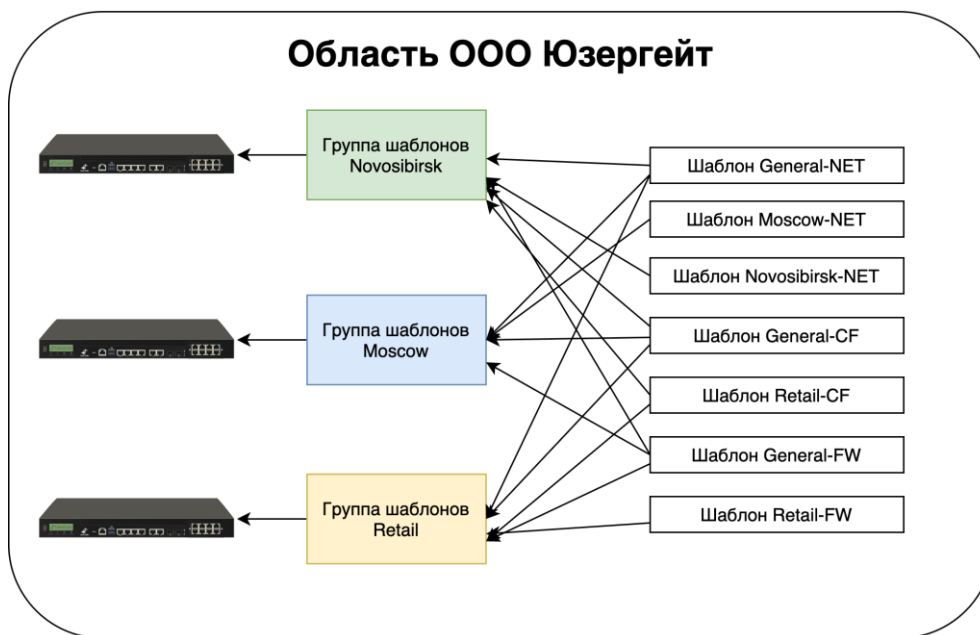 Область ООО Юзергейт
Группа шаблонов
Novosibirsk
Группа шаблонов
Moscow
Группа шаблонов
Retail
Шаблон General-NET
Шаблон Moscow-NET
Шаблон Novosibirsk-NET
Шаблон General-CF
Шаблон Retail-CF
Шаблон General-FW
Шаблон Retail-FW